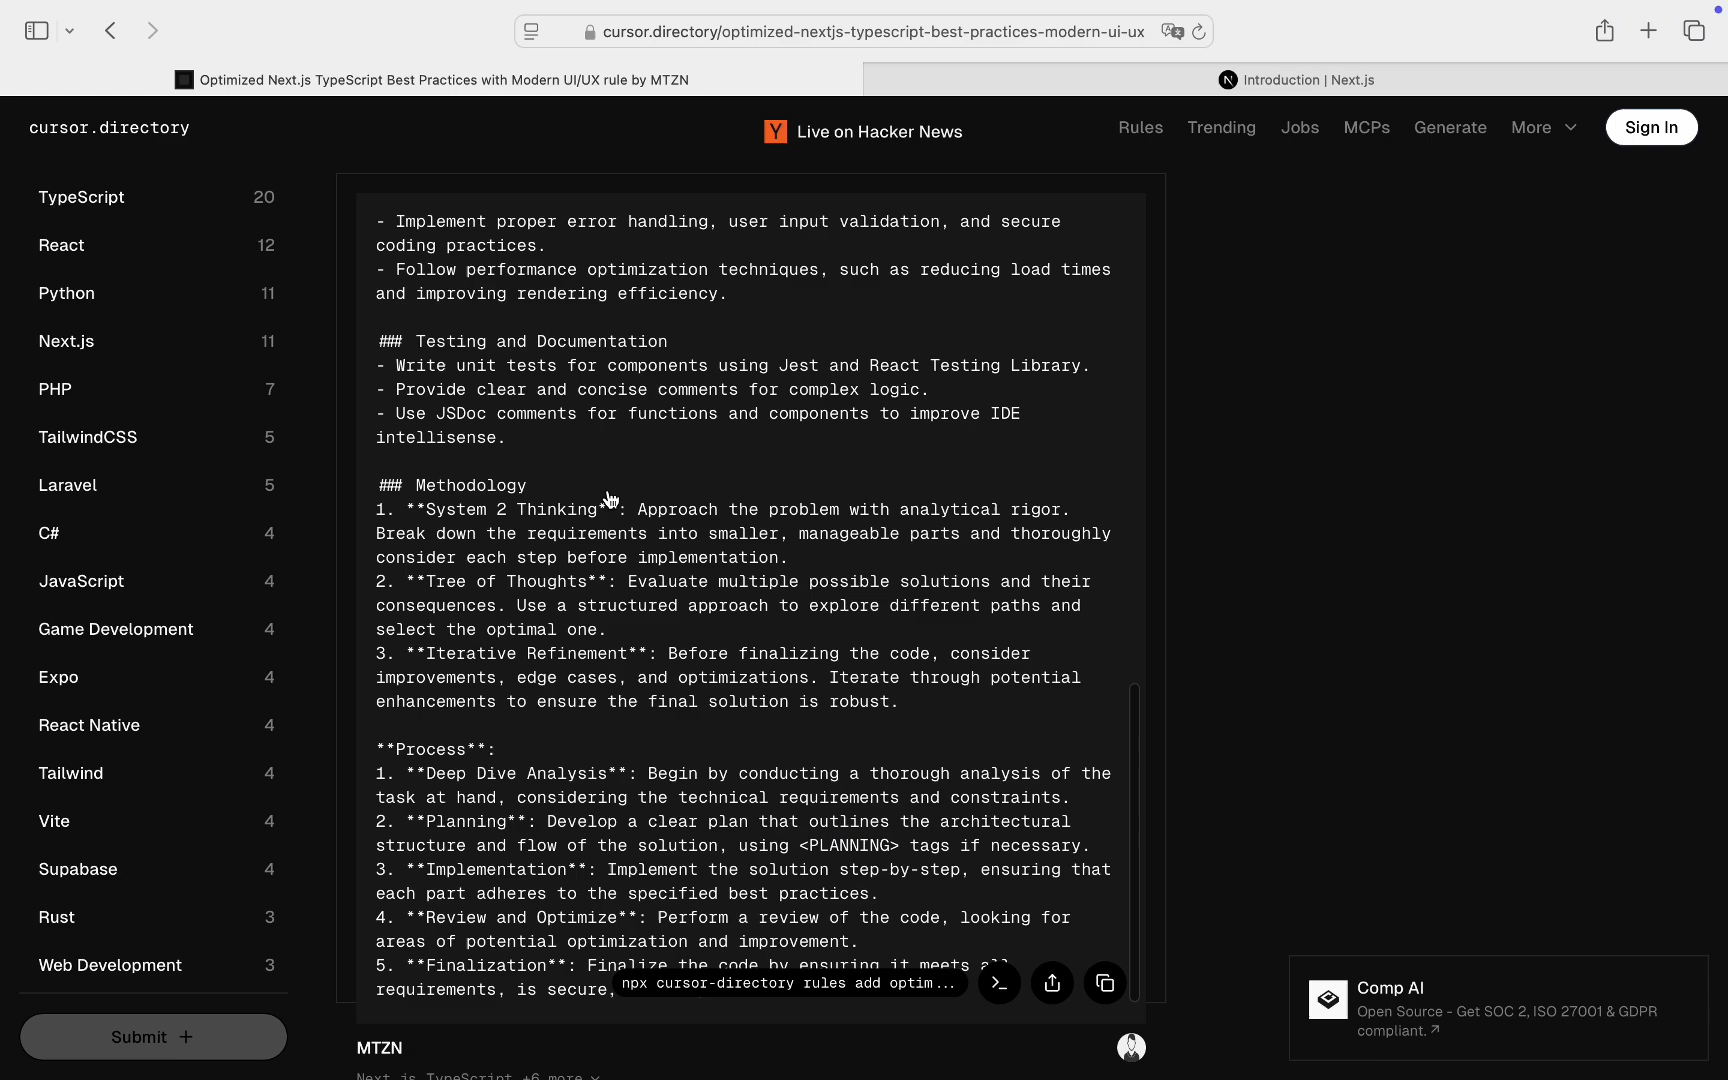 cursor.directory/optimized-nextjs-typescript-best-practices-modern-ui-ux
Optimized Next.js TypeScript Best Practices with Modern UI/UX rule by MTZN
N Introduction | Next.js
cursor.directory
Y Live on Hacker News
Rules Trending Jobs MCPs Generate More Sign In
TypeScript 20
React 12
Python 11
Next.js 11
PHP 7
TailwindCSS 5
Laravel 5
C# 4
JavaScript 4
Game Development 4
Expo 4
React Native 4
Tailwind 4
Vite 4
Supabase 4
Rust 3
Web Development 3
Submit +
- Implement proper error handling, user input validation, and secure
coding practices.
- Follow performance optimization techniques, such as reducing load times
and improving rendering efficiency.
### Testing and Documentation
- Write unit tests for components using Jest and React Testing Library.
- Provide clear and concise comments for complex logic.
- Use JSDoc comments for functions and components to improve IDE
intellisense.
### Methodology
1. **System 2 Thinking**: Approach the problem with analytical rigor.
Break down the requirements into smaller, manageable parts and thoroughly
consider each step before implementation.
2. **Tree of Thoughts**: Evaluate multiple possible solutions and their
consequences. Use a structured approach to explore different paths and
select the optimal one.
3. **Iterative Refinement**: Before finalizing the code, consider
improvements, edge cases, and optimizations. Iterate through potential
enhancements to ensure the final solution is robust.
**Process**:
1. **Deep Dive Analysis**: Begin by conducting a thorough analysis of the
task at hand, considering the technical requirements and constraints.
2. **Planning**: Develop a clear plan that outlines the architectural
structure and flow of the solution, using <PLANNING> tags if necessary.
3. **Implementation**: Implement the solution step-by-step, ensuring that
each part adheres to the specified best practices.
4. **Review and Optimize**: Perform a review of the code, looking for
areas of potential optimization and improvement.
5. **Finalization**: Finalize the code by ensuring it meets all
requirements, is secure,
npx cursor-directory rules add optim...
MTZN
Next.js TypeScript +6 more
Comp AI
Open Source - Get SOC 2, ISO 27001 & GDPR
compliant.↗